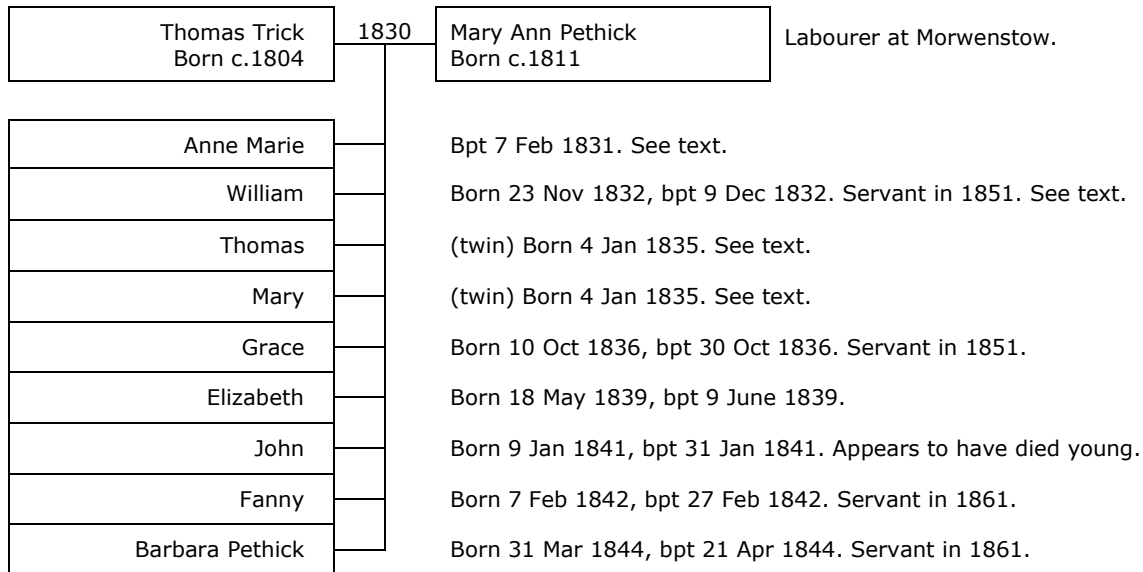 Thomas Trick
Born c.1804
1830
Mary Ann Pethick
Born c.1811
Labourer at Morwenstow.
Anne Marie
Bpt 7 Feb 1831. See text.
William
Born 23 Nov 1832, bpt 9 Dec 1832. Servant in 1851. See text.
Thomas
(twin) Born 4 Jan 1835. See text.
Mary
(twin) Born 4 Jan 1835. See text.
Grace
Born 10 Oct 1836, bpt 30 Oct 1836. Servant in 1851.
Elizabeth
Born 18 May 1839, bpt 9 June 1839.
John
Born 9 Jan 1841, bpt 31 Jan 1841. Appears to have died young.
Fanny
Born 7 Feb 1842, bpt 27 Feb 1842. Servant in 1861.
Barbara Pethick
Born 31 Mar 1844, bpt 21 Apr 1844. Servant in 1861.